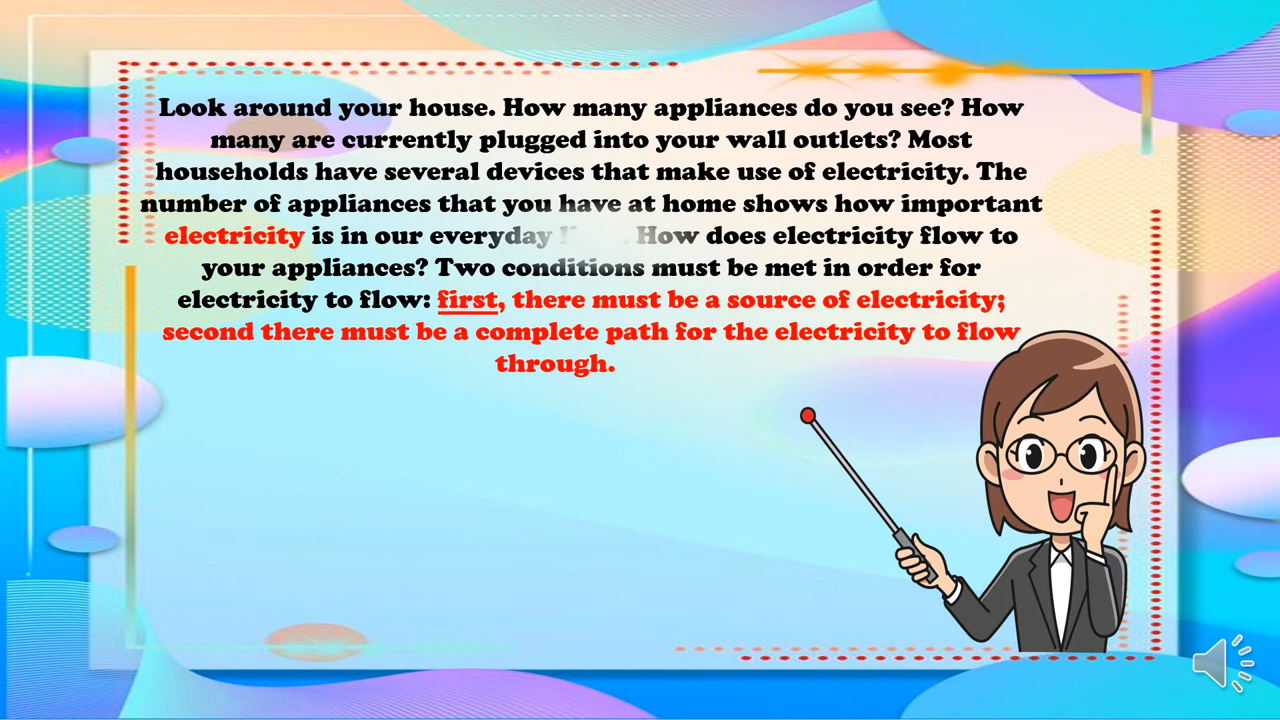 Look around your house. How many appliances do you see? How
many are currently plugged into your wall outlets? Most
households have several devices that make use of electricity. The
number of appliances that you have at home shows how important
electricity is in our everyday How does electricity flow to
your appliances? Two conditions must be met in order for
electricity to flow: first, there must be a source of electricity;
second there must be a complete path for the electricity to flow
through.